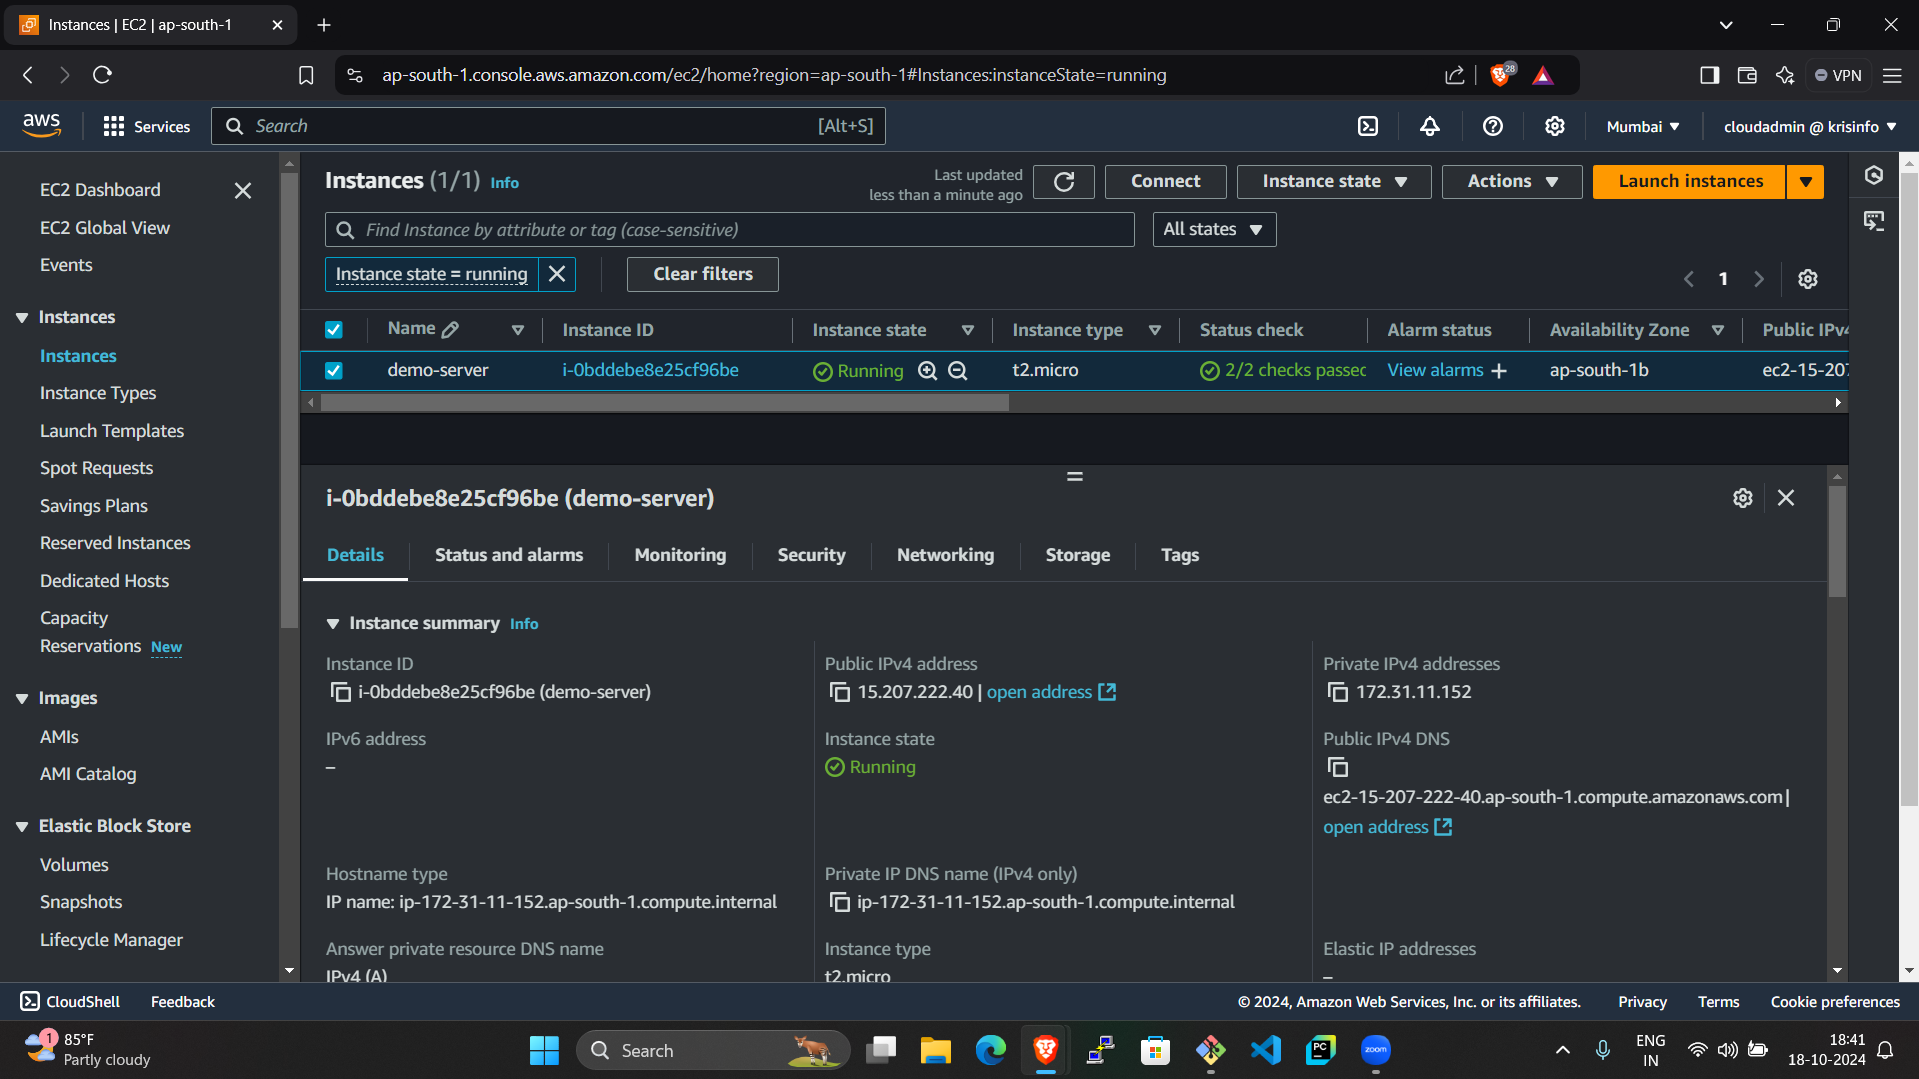 Instances | EC2 | ap-south-1
ap-south-1.console.aws.amazon.com/ec2/home?region=ap-south-1#Instances:instanceState=running
28
VPN
aws
Services
Search
[Alt+S]
Mumbai
cloudadmin @ krisinfo
EC2 Dashboard
EC2 Global View
Events
Instances
Instances
Instance Types
Launch Templates
Spot Requests
Savings Plans
Reserved Instances
Dedicated Hosts
Capacity
Reservations New
Images
AMIs
AMI Catalog
Elastic Block Store
Volumes
Snapshots
Lifecycle Manager
Instances (1/1) Info
Last updated
less than a minute ago
Connect
Instance state
Actions
Launch instances
Find Instance by attribute or tag (case-sensitive)
All states
Instance state = running
Clear filters
1
Name
Instance ID
Instance state
Instance type
Status check
Alarm status
Availability Zone
Public IPv4
demo-server
i-0bddebe8e25cf96be
Running
t2.micro
2/2 checks passec
View alarms +
ap-south-1b
ec2-15-207
i-0bddebe8e25cf96be (demo-server)
Details
Status and alarms
Monitoring
Security
Networking
Storage
Tags
Instance summary Info
Instance ID
i-0bddebe8e25cf96be (demo-server)
Public IPv4 address
15.207.222.40 | open address
Private IPv4 addresses
172.31.11.152
IPv6 address
–
Instance state
Running
Public IPv4 DNS
ec2-15-207-222-40.ap-south-1.compute.amazonaws.com |
open address
Hostname type
IP name: ip-172-31-11-152.ap-south-1.compute.internal
Private IP DNS name (IPv4 only)
ip-172-31-11-152.ap-south-1.compute.internal
Answer private resource DNS name
IPv4 (A)
Instance type
t2.micro
Elastic IP addresses
–
CloudShell
Feedback
© 2024, Amazon Web Services, Inc. or its affiliates.
Privacy
Terms
Cookie preferences
1
85°F
Partly cloudy
Search
PC
zoom
ENG
IN
18:41
18-10-2024